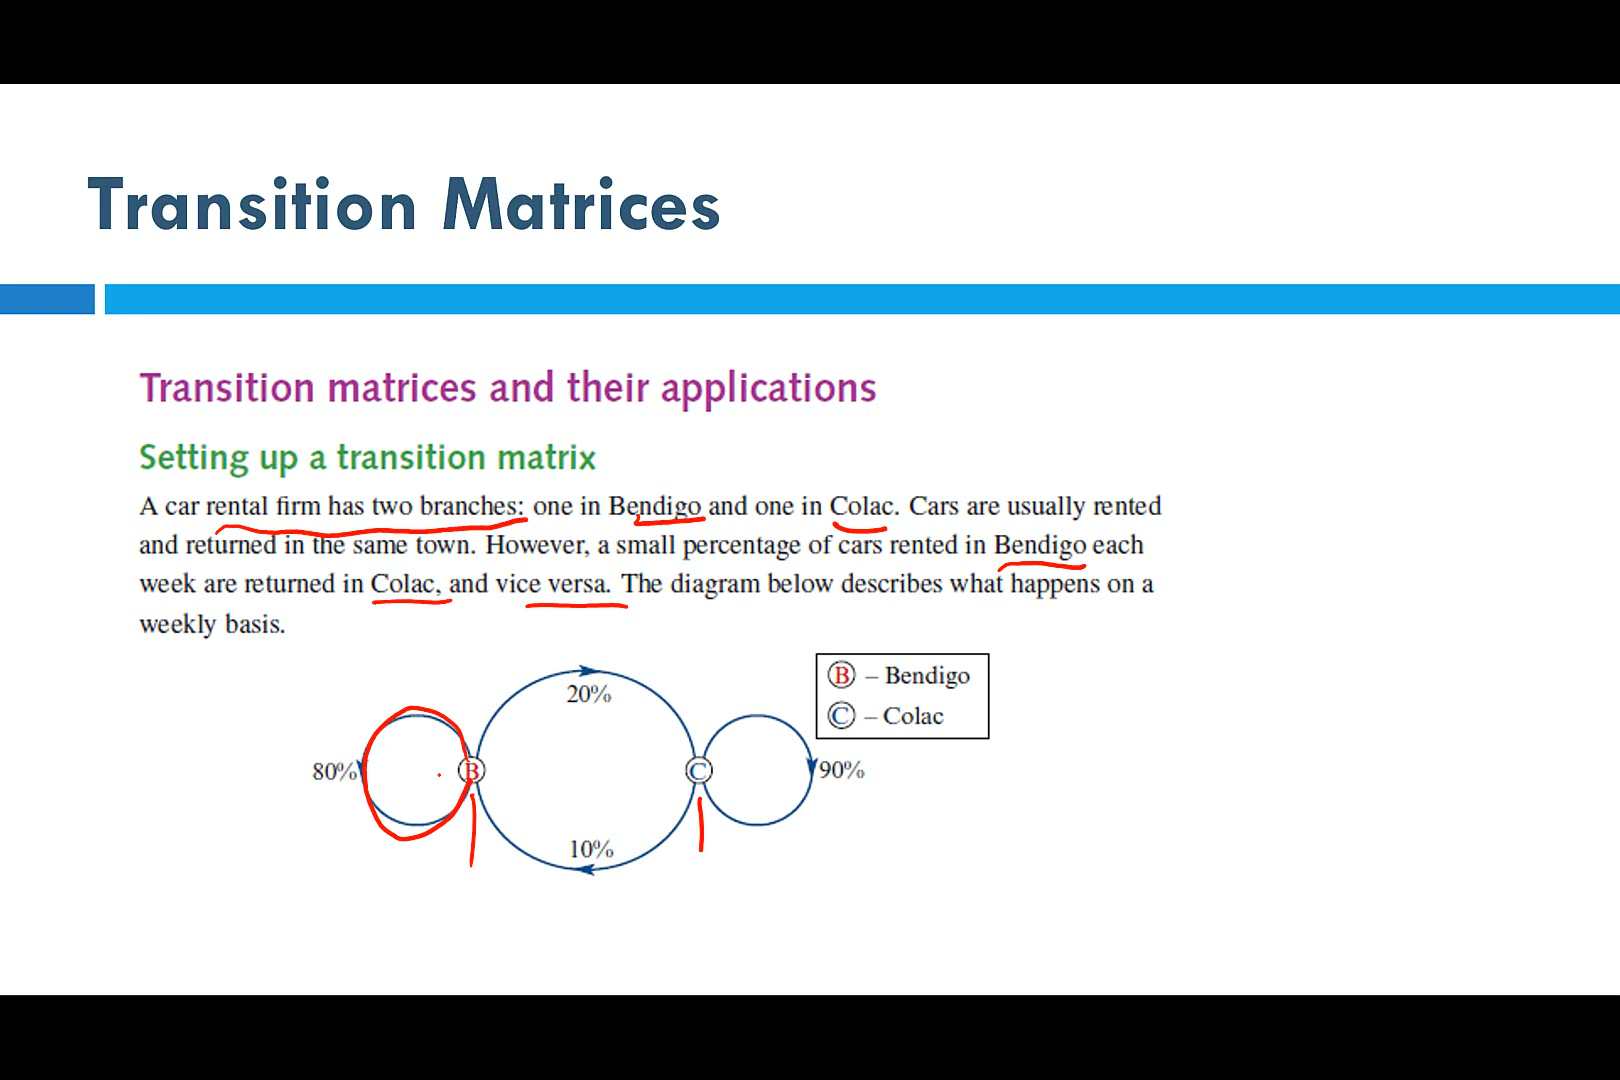 Transition Matrices
Transition matrices and their applications
Setting up a transition matrix
A car rental firm has two branches: one in Bendigo and one in Colac. Cars are usually rented
and returned in the same town. However, a small percentage of cars rented in Bendigo each
week are returned in Colac, and vice versa. The diagram below describes what happens on a
weekly basis.
B – Bendigo
C – Colac
20%
80%
B
C
90%
10%